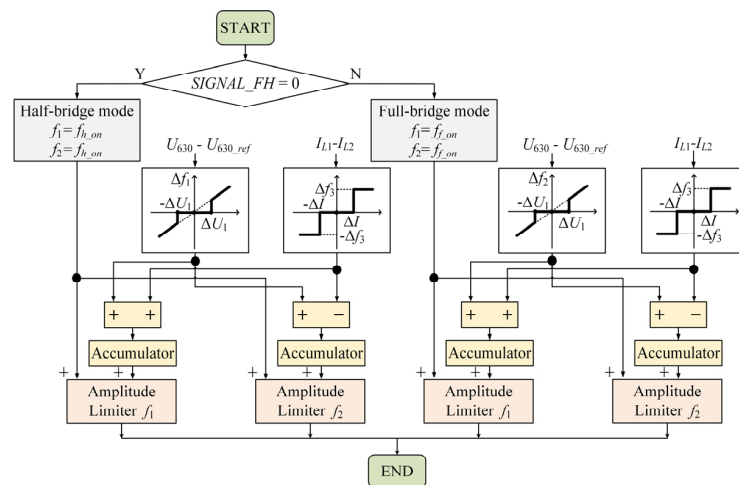 START
Y
SIGNAL_FH = 0
N
Half-bridge mode
f1 = fh_on
f2 = fh_on
U630 - U630_ref
IL1-IL2
Full-bridge mode
f1 = ff_on
f2 = ff_on
U630 - U630_ref
IL1-IL2
Δf1
-ΔU1
ΔU1
Δf3
-ΔI
ΔI
-Δf3
Δf2
-ΔU1
ΔU1
Δf3
-ΔI
ΔI
-Δf3
+ +
+ −
+ +
+ −
Accumulator
Accumulator
Accumulator
Accumulator
+ +
+ +
+ +
+ +
Amplitude
Limiter f1
Amplitude
Limiter f2
Amplitude
Limiter f1
Amplitude
Limiter f2
END